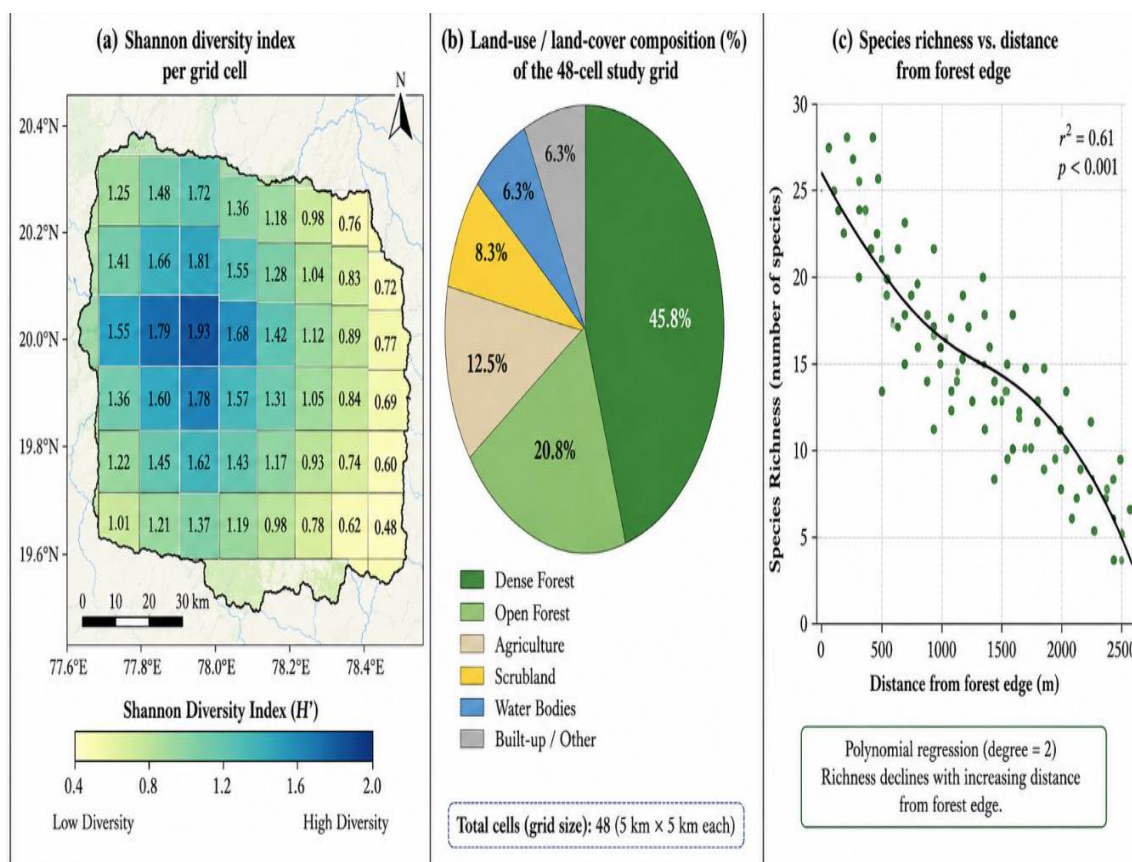 (a) Shannon diversity index
per grid cell
N
20.4°N
20.2°N
20.0°N
19.8°N
19.6°N
1.25 1.48 1.72 1.36 1.18 0.98 0.76
1.41 1.66 1.81 1.55 1.28 1.04 0.83 0.72
1.55 1.79 1.93 1.68 1.42 1.12 0.89 0.77
1.36 1.60 1.78 1.57 1.31 1.05 0.84 0.69
1.22 1.45 1.62 1.43 1.17 0.93 0.74 0.60
1.01 1.21 1.37 1.19 0.98 0.78 0.62 0.48
0 10 20 30 km
77.6°E 77.8°E 78.0°E 78.2°E 78.4°E
Shannon Diversity Index (H')
0.4 0.8 1.2 1.6 2.0
Low Diversity High Diversity
(b) Land-use / land-cover composition (%)
of the 48-cell study grid
6.3%
6.3%
8.3%
45.8%
12.5%
20.8%
Dense Forest
Open Forest
Agriculture
Scrubland
Water Bodies
Built-up / Other
Total cells (grid size): 48 (5 km × 5 km each)
(c) Species richness vs. distance
from forest edge
r² = 0.61
p < 0.001
Species Richness (number of species)
30
25
20
15
10
5
0
0 500 1000 1500 2000 2500
Distance from forest edge (m)
Polynomial regression (degree = 2)
Richness declines with increasing distance
from forest edge.